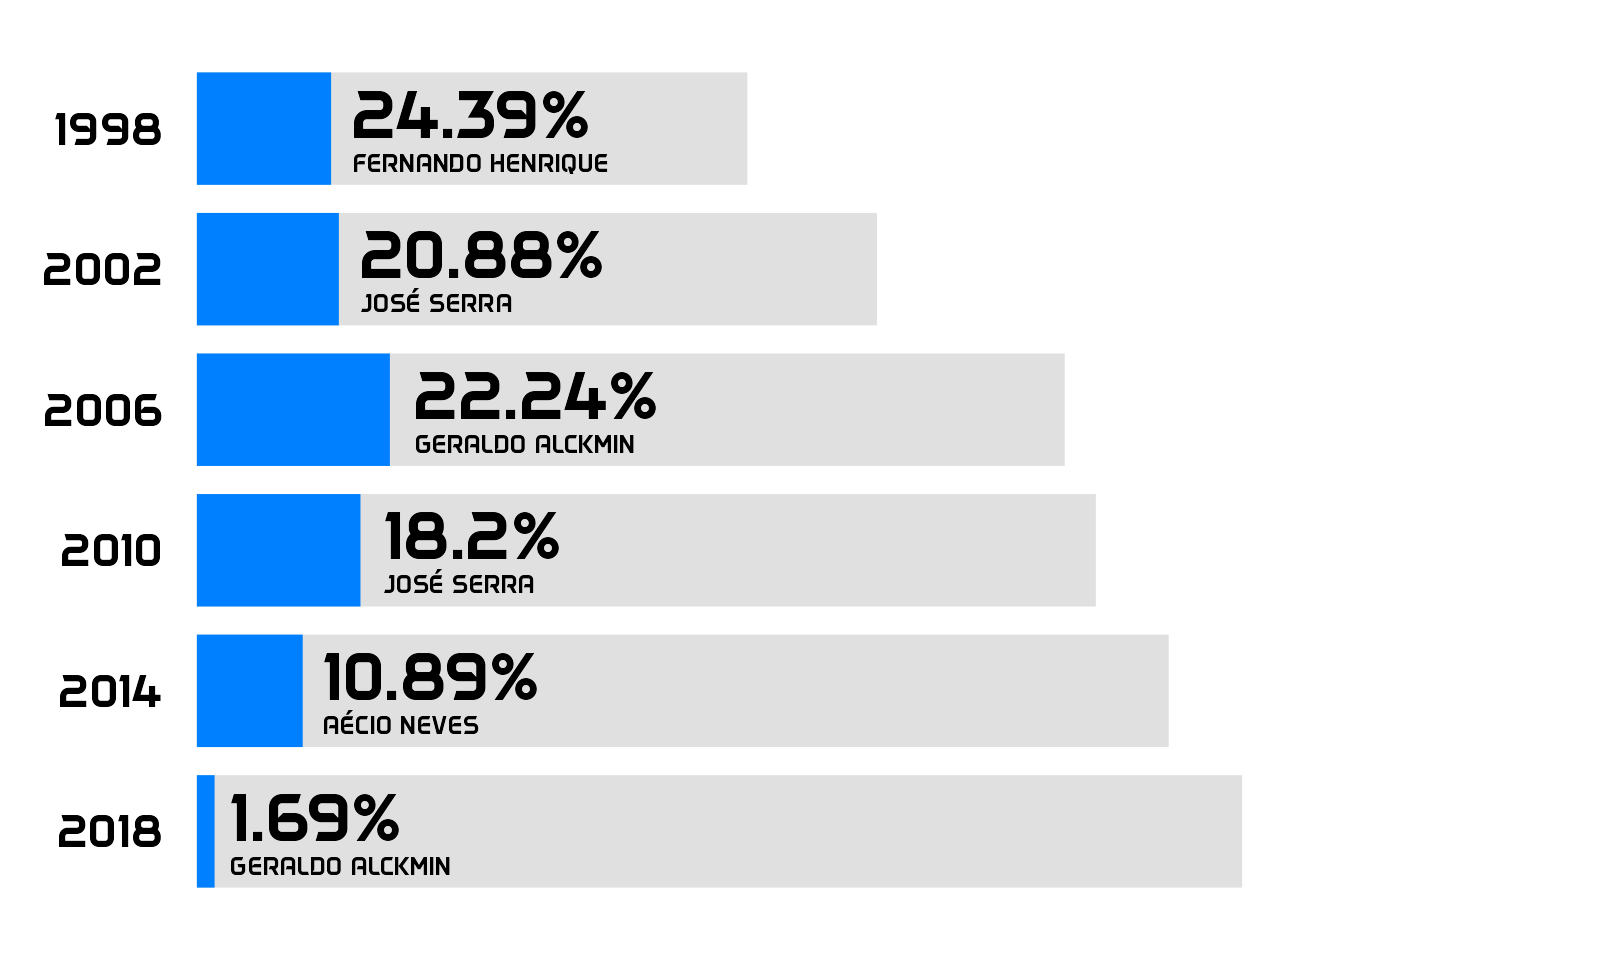 1998
24.39%
FERNANDO HENRIQUE
2002
20.88%
JOSÉ SERRA
2006
22.24%
GERALDO ALCKMIN
2010
18.2%
JOSÉ SERRA
2014
10.89%
AÉCIO NEVES
2018
1.69%
GERALDO ALCKMIN